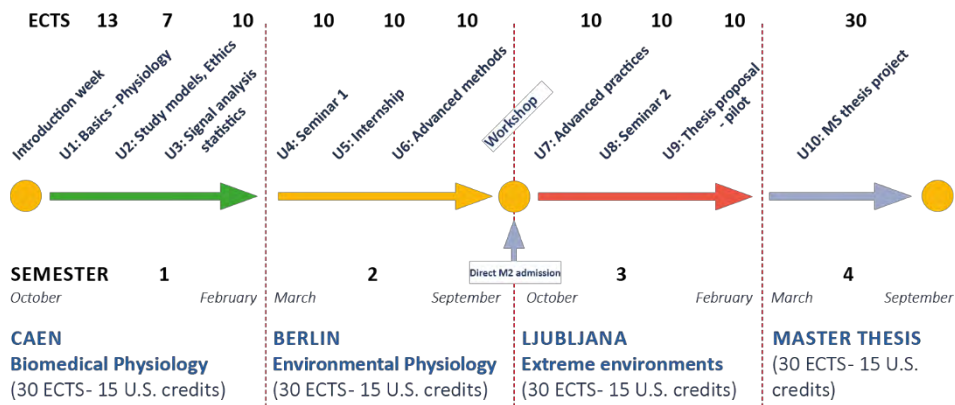 ECTS 13 7 10 10 10 10 10 10 10 30
Introduction week
U1: Basics - Physiology
U2: Study models, Ethics
U3: Signal analysis
statistics
U4: Seminar 1
U5: Internship
U6: Advanced methods
Workshop
U7: Advanced practices
U8: Seminar 2
U9: Thesis proposal
- pilot
U10: MS thesis project
Direct M2 admission
SEMESTER 1 2 3 4
October February March September October February March September
CAEN
Biomedical Physiology
(30 ECTS- 15 U.S. credits)
BERLIN
Environmental Physiology
(30 ECTS- 15 U.S. credits)
LJUBLJANA
Extreme environments
(30 ECTS- 15 U.S. credits)
MASTER THESIS
(30 ECTS- 15 U.S.
credits)